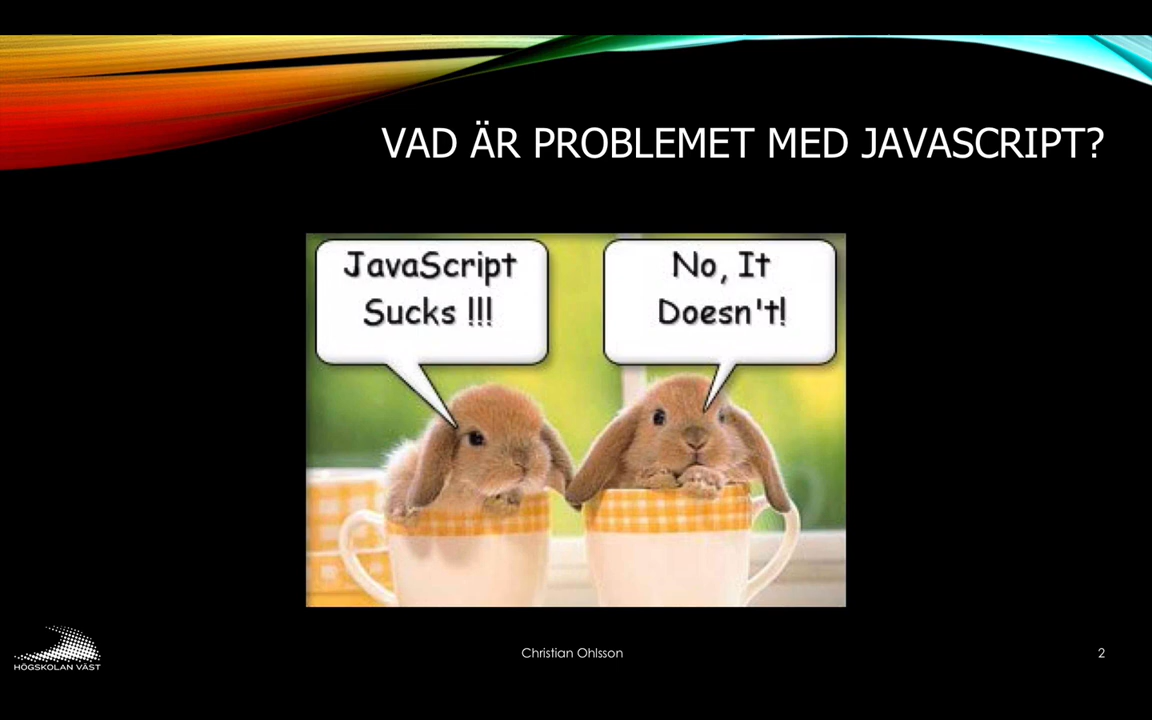 VAD ÄR PROBLEMET MED JAVASCRIPT?
JavaScript
Sucks !!!
No, It
Doesn't!
HÖGSKOLAN VÄST
Christian Ohlsson
2